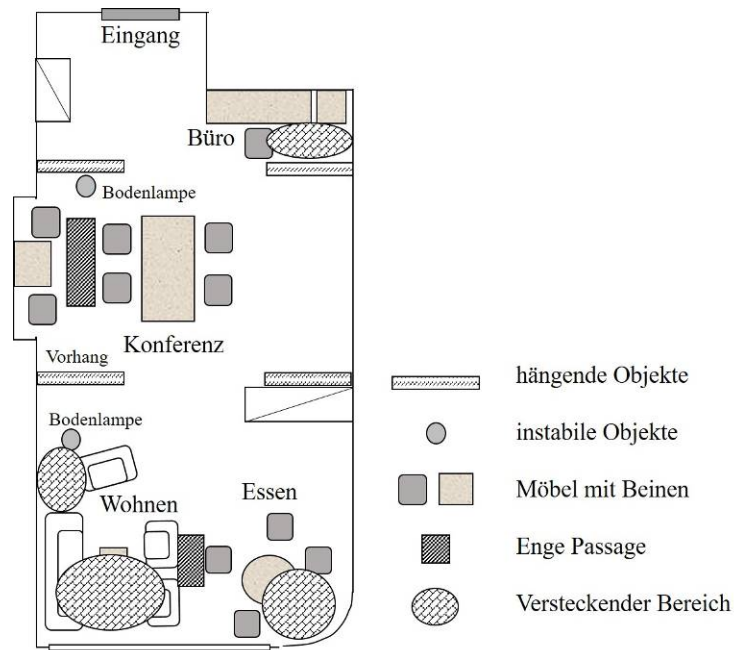 Eingang
Büro
Bodenlampe
Konferenz
Vorhang
Bodenlampe
Wohnen
Essen
hängende Objekte
instabile Objekte
Möbel mit Beinen
Enge Passage
Versteckender Bereich